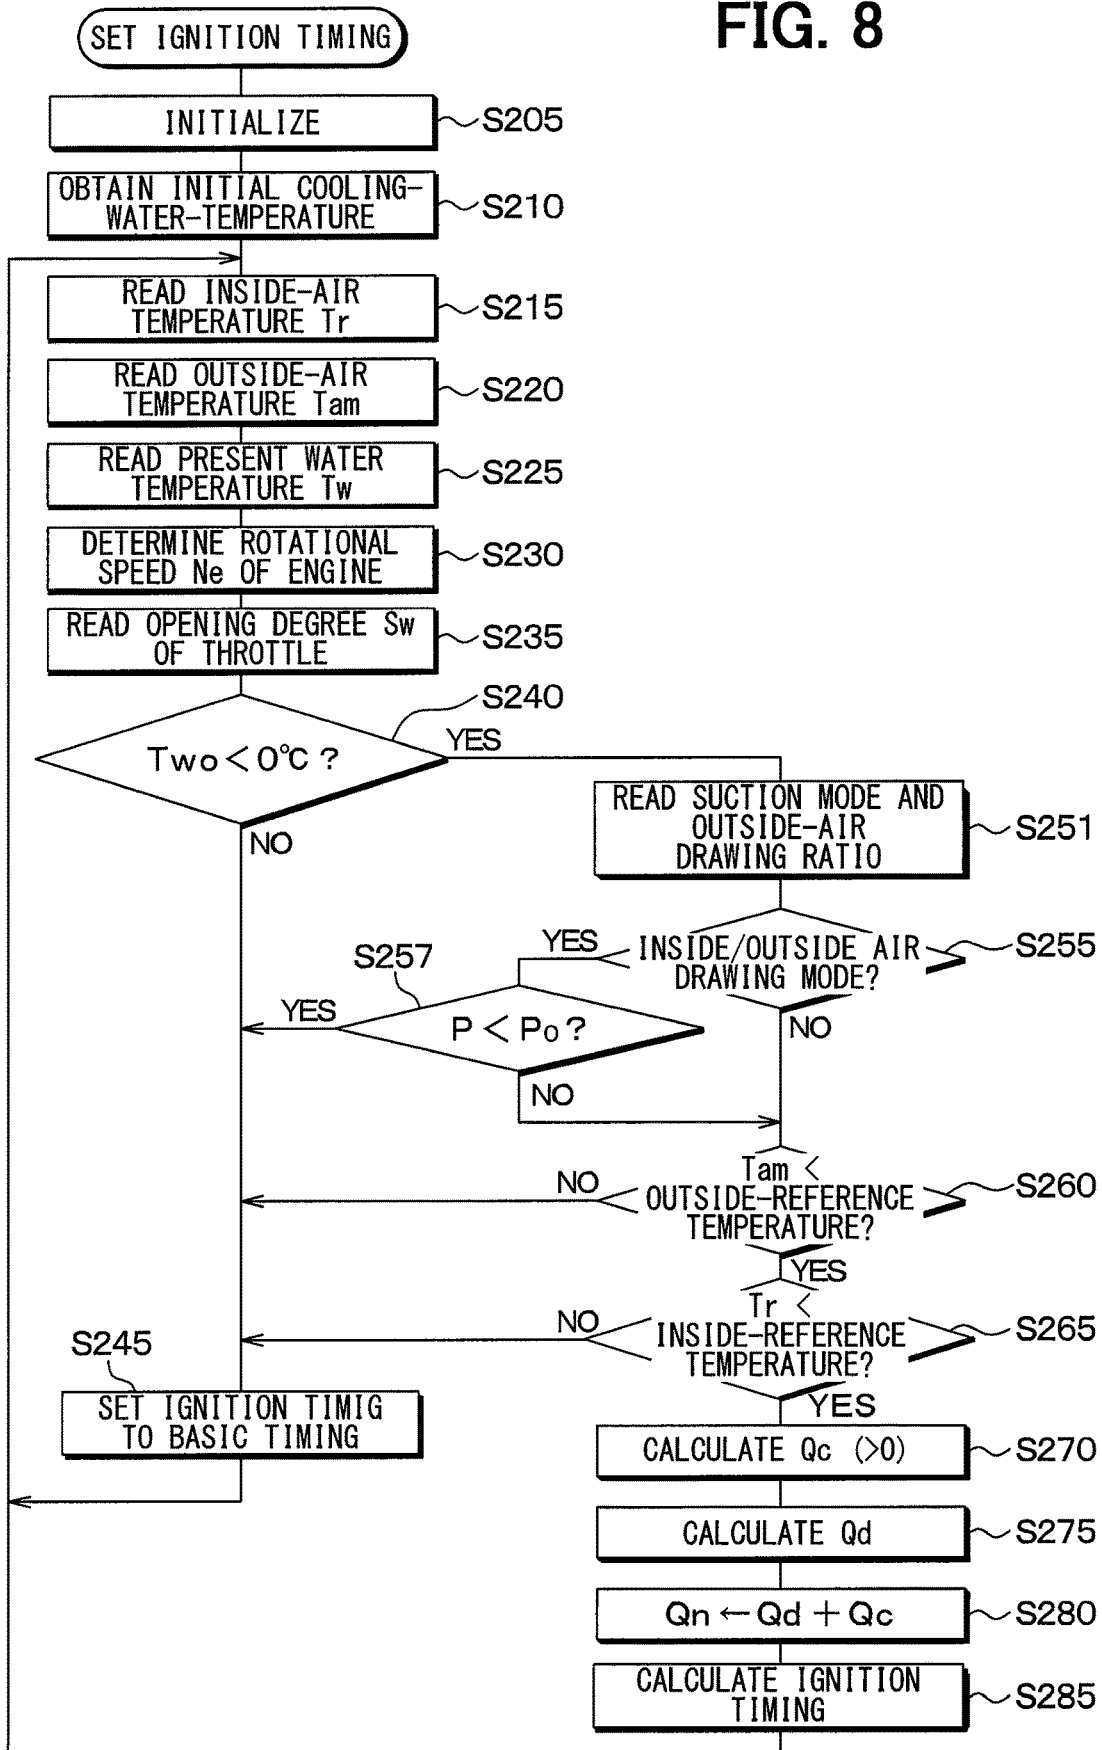 FIG. 8
SET IGNITION TIMING
INITIALIZE
S205
OBTAIN INITIAL COOLING-
WATER-TEMPERATURE
S210
READ INSIDE-AIR
TEMPERATURE Tr
S215
READ OUTSIDE-AIR
TEMPERATURE Tam
S220
READ PRESENT WATER
TEMPERATURE Tw
S225
DETERMINE ROTATIONAL
SPEED Ne OF ENGINE
S230
READ OPENING DEGREE Sw
OF THROTTLE
S235
S240
Two < 0℃ ?
YES
NO
READ SUCTION MODE AND
OUTSIDE-AIR
DRAWING RATIO
S251
INSIDE/OUTSIDE AIR
DRAWING MODE?
S255
YES
NO
S257
P < Po ?
YES
NO
Tam <
OUTSIDE-REFERENCE
TEMPERATURE?
S260
NO
YES
Tr <
INSIDE-REFERENCE
TEMPERATURE?
S265
NO
YES
S245
SET IGNITION TIMIG
TO BASIC TIMING
CALCULATE Qc (>0)
S270
CALCULATE Qd
S275
Qn ← Qd + Qc
S280
CALCULATE IGNITION
TIMING
S285